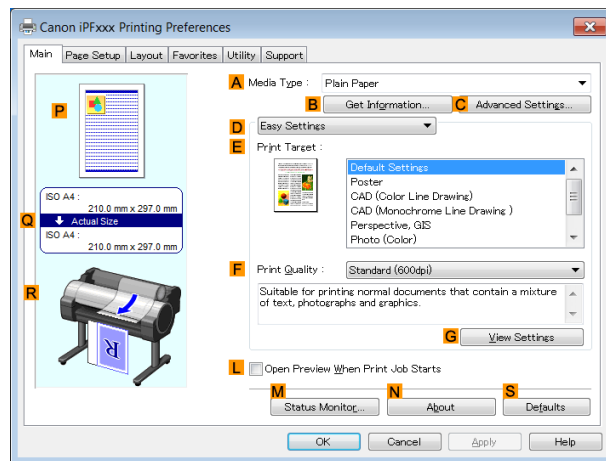 Canon iPFxxx Printing Preferences
Main Page Setup Layout Favorites Utility Support
A Media Type : Plain Paper
B Get Information... C Advanced Settings...
P
D Easy Settings
E Print Target :
Default Settings
Poster
CAD (Color Line Drawing)
CAD (Monochrome Line Drawing )
Perspective, GIS
Photo (Color)
ISO A4 :
210.0 mm x 297.0 mm
Q Actual Size
ISO A4 :
210.0 mm x 297.0 mm
F Print Quality : Standard (600dpi)
Suitable for printing normal documents that contain a mixture
of text, photographs and graphics.
R
R
G View Settings
L Open Preview When Print Job Starts
M N S
Status Monitor... About Defaults
OK Cancel Apply Help